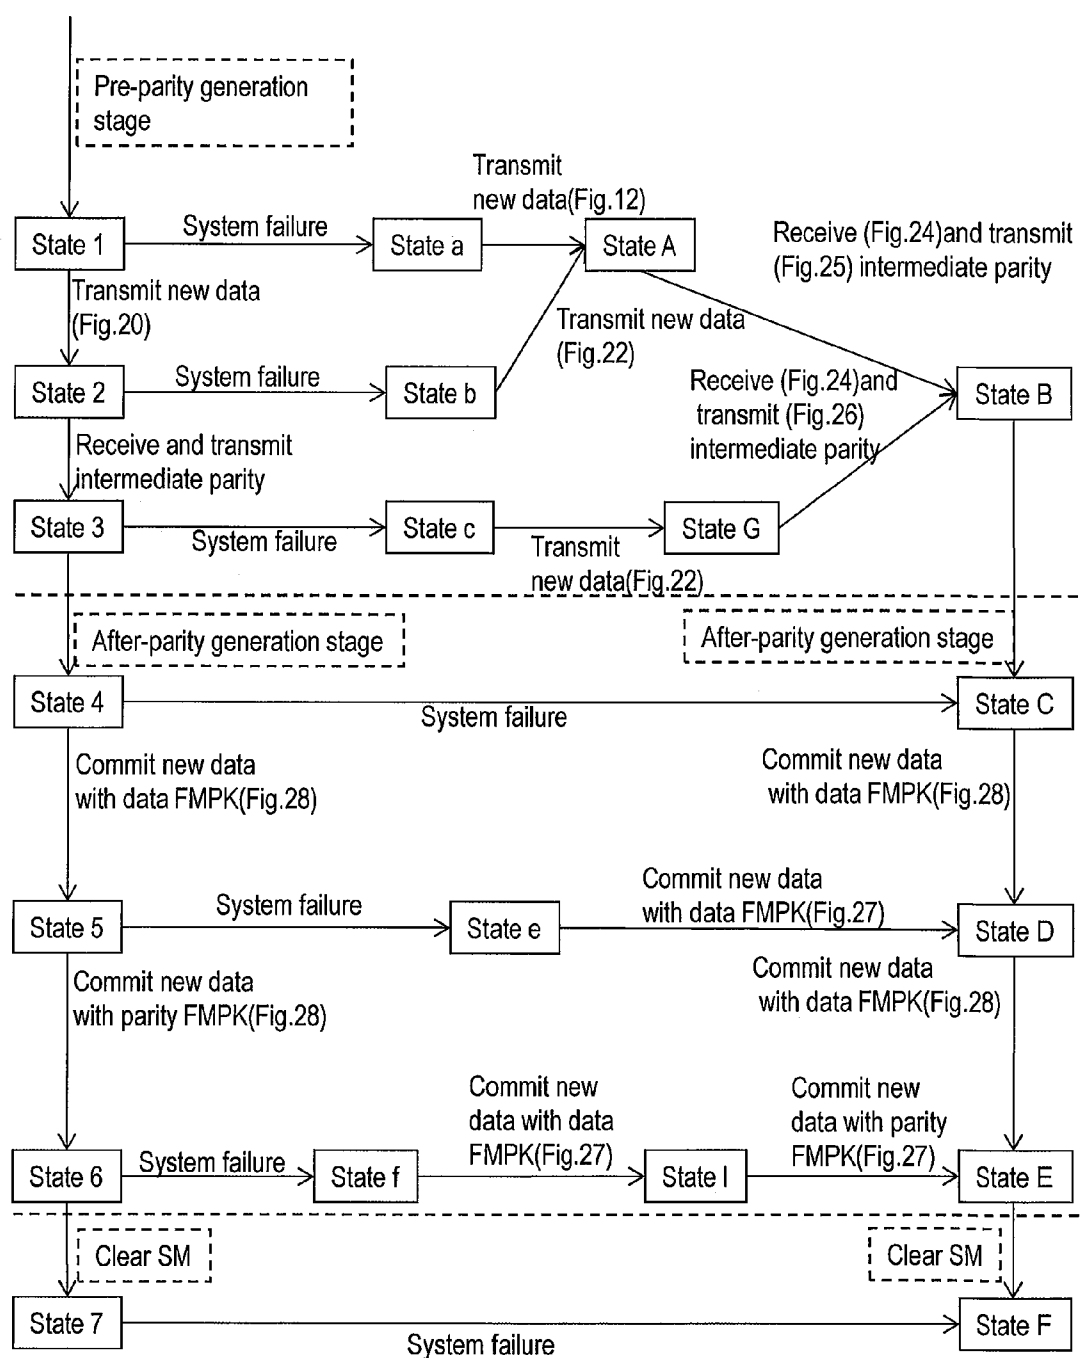 Pre-parity generation
stage
Transmit
new data(Fig.12)
Receive (Fig.24)and transmit
(Fig.25) intermediate parity
State 1
System failure
State a
State A
Transmit new data
(Fig.20)
Transmit new data
(Fig.22)
State 2
System failure
State b
Receive (Fig.24)and
transmit (Fig.26)
intermediate parity
State B
Receive and transmit
intermediate parity
State 3
System failure
State c
Transmit
new data(Fig.22)
State G
After-parity generation stage
After-parity generation stage
State 4
System failure
State C
Commit new data
with data FMPK(Fig.28)
Commit new data
with data FMPK(Fig.28)
State 5
System failure
State e
Commit new data
with data FMPK(Fig.27)
State D
Commit new data
with parity FMPK(Fig.28)
Commit new data
with data FMPK(Fig.28)
Commit new
data with data
FMPK(Fig.27)
Commit new
data with parity
FMPK(Fig.27)
State 6
System failure
State f
State I
State E
Clear SM
Clear SM
State 7
System failure
State F